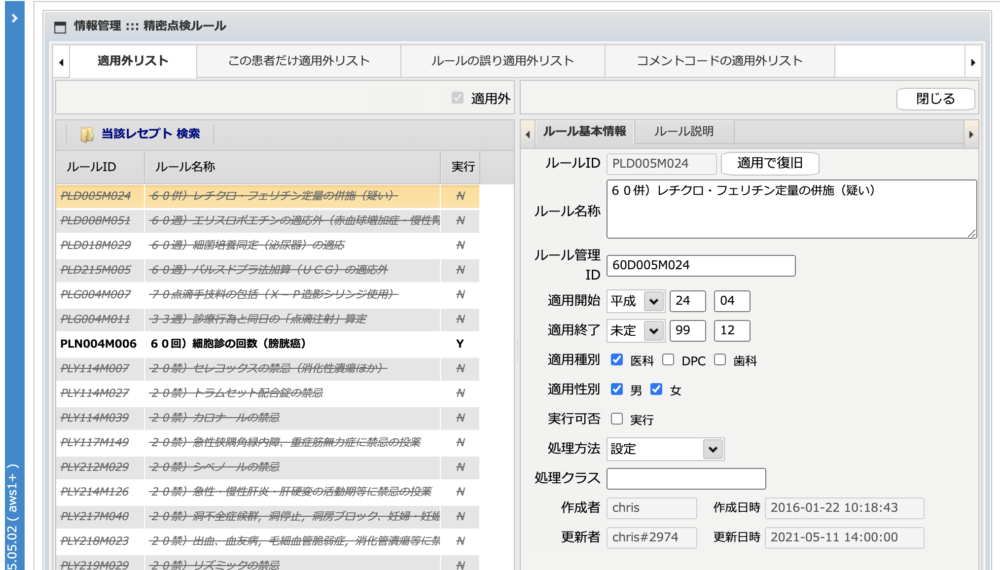 情報管理 ::: 精密点検ルール
適用外リスト
この患者だけ適用外リスト
ルールの誤り適用外リスト
コメントコードの適用外リスト
適用外
閉じる
当該レセプト 検索
ルールID ルール名称 実行
PLD005M024 ６０併）レチクロ・フェリチン定量の併施（疑い） N
PLD008M051 ６０適）エリスロポエチンの適応外（赤血球増加症・慢性腎 N
PLD018M029 ６０適）細菌培養同定（泌尿器）の適応 N
PLD215M005 ６０適）パルスドプラ法加算（ＵＣＧ）の適応外 N
PLG004M007 ７０点滴手技料の包括（Ｘ－Ｐ造影シリンジ使用） N
PLG004M011 ３３適）診療行為と同日の「点滴注射」算定 N
PLN004M006 ６０回）細胞診の回数（膀胱癌） Y
PLY114M007 ２０禁）セレコックスの禁忌（消化性潰瘍ほか） N
PLY114M027 ２０禁）トラムセット配合錠の禁忌 N
PLY114M039 ２０禁）カロナールの禁忌 N
PLY117M149 ２０禁）急性狭隅角緑内障、重症筋無力症に禁忌の投薬 N
PLY212M029 ２０禁）シベノールの禁忌 N
PLY214M126 ２０禁）急性・慢性肝炎・肝硬変の活動期等に禁忌の投薬 N
PLY217M040 ２０禁）洞不全症候群，洞停止，洞房ブロック、妊婦・妊娠 N
PLY218M023 ２０禁）出血、血友病，毛細血管脆弱症，消化管潰瘍等に禁 N
PLY219M029 ２０禁）リズミックの禁忌 N
ルール基本情報
ルール説明
ルールID PLD005M024 適用で復旧
ルール名称 ６０併）レチクロ・フェリチン定量の併施（疑い）
ルール管理
ID 60D005M024
適用開始 平成 24 04
適用終了 未定 99 12
適用種別 医科 DPC 歯科
適用性別 男 女
実行可否 実行
処理方法 設定
処理クラス
作成者 chris 作成日時 2016-01-22 10:18:43
更新者 chris#2974 更新日時 2021-05-11 14:00:00
5.05.02 ( aws1+ )